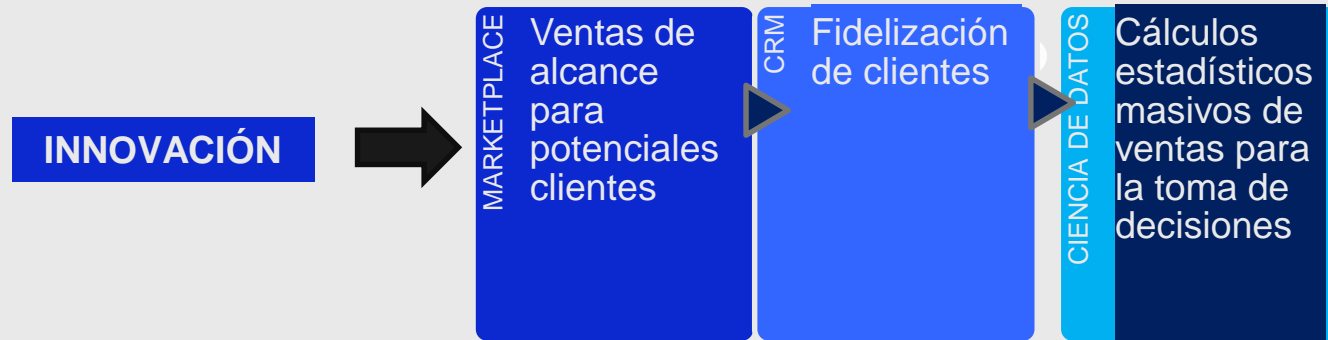 INNOVACIÓN
MARKETPLACE
Ventas de
alcance
para
potenciales
clientes
CRM
Fidelización
de clientes
CIENCIA DE DATOS
Cálculos
estadísticos
masivos de
ventas para
la toma de
decisiones